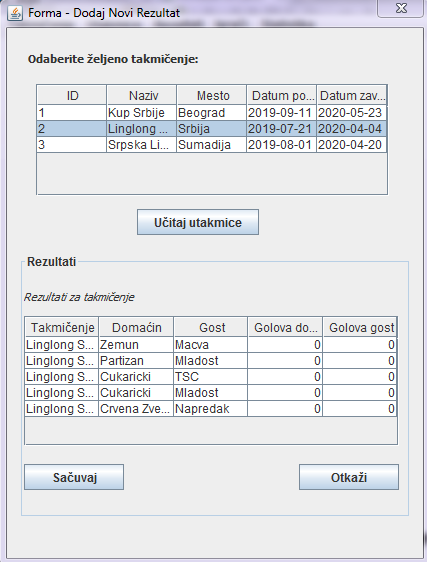 Forma - Dodaj Novi Rezultat
Odaberite željeno takmičenje:
ID Naziv Mesto Datum po... Datum zav...
1 Kup Srbije Beograd 2019-09-11 2020-05-23
2 Linglong ... Srbija 2019-07-21 2020-04-04
3 Srpska Li... Sumadija 2019-08-01 2020-04-20
Učitaj utakmice
Rezultati
Rezultati za takmičenje
Takmičenje Domaćin Gost Golova do... Golova gost
Linglong S... Zemun Macva 0 0
Linglong S... Partizan Mladost 0 0
Linglong S... Cukaricki TSC 0 0
Linglong S... Cukaricki Mladost 0 0
Linglong S... Crvena Zve... Napredak 0 0
Sačuvaj Otkaži